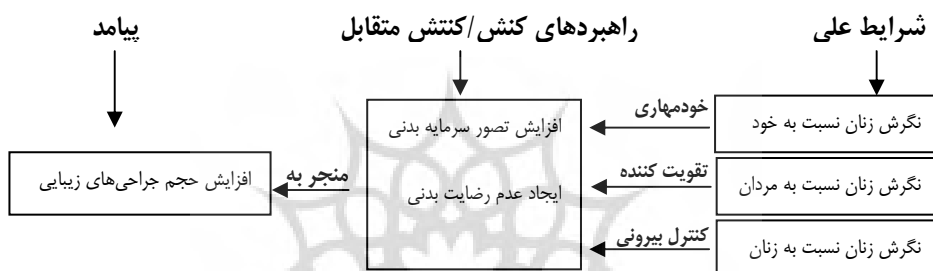 شرایط علی
راهبردهای کنش/کنتش متقابل
پیامد
نگرش زنان نسبت به خود
خودمهاری
افزایش تصور سرمایه بدنی
نگرش زنان نسبت به مردان
تقویت کننده
ایجاد عدم رضایت بدنی
منجر به
افزایش حجم جراحی‌های زیبایی
نگرش زنان نسبت به زنان
کنترل بیرونی